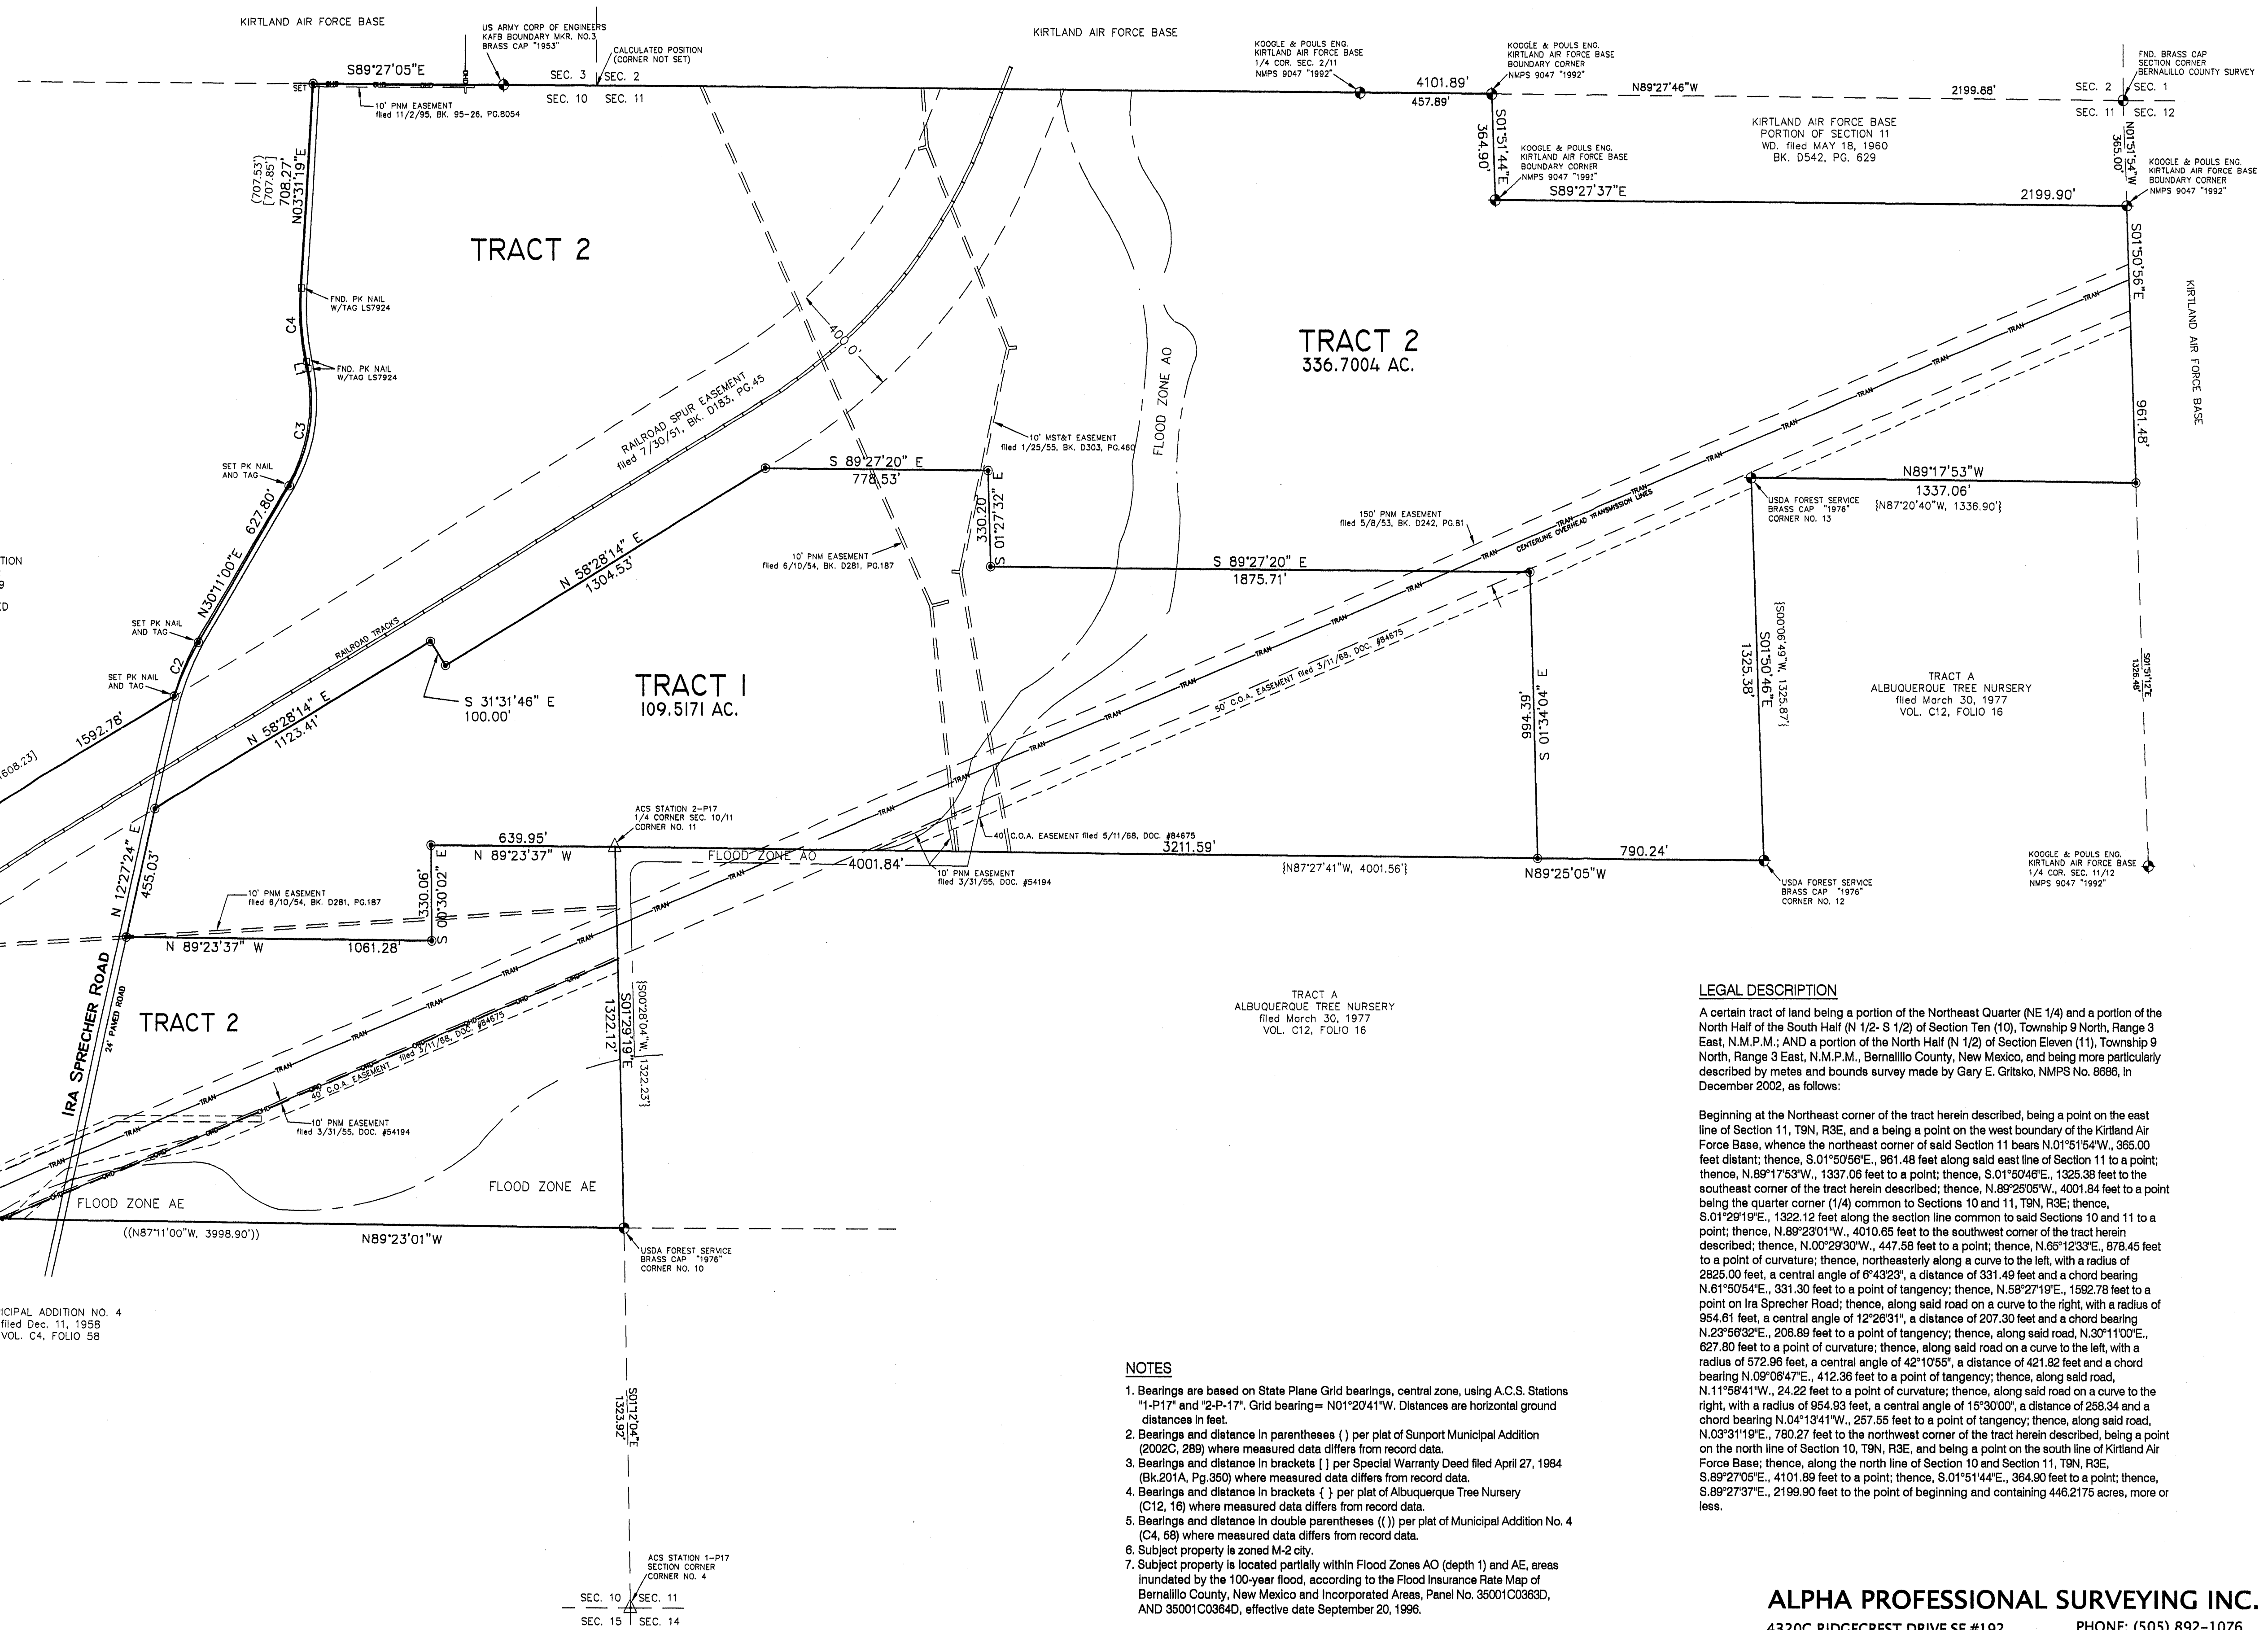 KIRTLAND AIR FORCE BASE
US ARMY CORP OF ENGINEERS
KAFB BOUNDARY MKR. NO.3
BRASS CAP "1953"
CALCULATED POSITION
(CORNER NOT SET)
KIRTLAND AIR FORCE BASE
KOOGLE & POULS ENG.
KIRTLAND AIR FORCE BASE
1/4 COR. SEC. 2/11
NMPS 9047 "1992"
KOOGLE & POULS ENG.
KIRTLAND AIR FORCE BASE
BOUNDARY CORNER
NMPS 9047 "1992"
FND. BRASS CAP
SECTION CORNER
BERNALILLO COUNTY SURVEY
S89°27'05"E
SEC. 3
SEC. 2
SEC. 10
SEC. 11
SET
OHD
OHD
OHD
4101.89'
457.89'
N89°27'46"W
2199.88'
SEC. 2
SEC. 1
SEC. 11
SEC. 12
10' PNM EASEMENT
filed 11/2/95, BK. 95-26, PG.8054
KIRTLAND AIR FORCE BASE
PORTION OF SECTION 11
WD. filed MAY 18, 1960
BK. D542, PG. 629
S01°51'44"E
364.90'
N01°51'54"W
365.00'
KOOGLE & POULS ENG.
KIRTLAND AIR FORCE BASE
BOUNDARY CORNER
NMPS 9047 "1992"
KOOGLE & POULS ENG.
KIRTLAND AIR FORCE BASE
BOUNDARY CORNER
NMPS 9047 "1992"
S89°27'37"E
2199.90'
(707.53')
[707.85']
708.27'
N03°31'19"E
TRACT 2
S01°50'56"E
961.48'
KIRTLAND AIR FORCE BASE
FND. PK NAIL
W/TAG LS7924
C4
FND. PK NAIL
W/TAG LS7924
L1
C3
400.0'
TRACT 2
336.7004 AC.
FLOOD ZONE AO
RAILROAD SPUR EASEMENT
filed 7/30/51, BK. D183, PG.45
10' MST&T EASEMENT
filed 1/25/55, BK. D303, PG.460
SET PK NAIL
AND TAG
S 89°27'20" E
778.53'
330.20'
S 01°27'32" E
N89°17'53"W
1337.06'
{N87°20'40"W, 1336.90'}
USDA FOREST SERVICE
BRASS CAP "1976"
CORNER NO. 13
150' PNM EASEMENT
filed 5/8/53, BK. D242, PG.81
CENTERLINE OVERHEAD TRANSMISSION LINES
TRAN
TRAN
TRAN
TRAN
TRAN
TRAN
TRAN
TRAN
TION
9
ED
N30°11'00"E
627.80'
N 58°28'14" E
1304.53'
10' PNM EASEMENT
filed 6/10/54, BK. D281, PG.187
S 89°27'20" E
1875.71'
SET PK NAIL
AND TAG
C2
RAILROAD TRACKS
SET PK NAIL
AND TAG
50' C.O.A. EASEMENT filed 3/11/68, DOC. #84675
{S00°06'49"W, 1325.87'}
S01°50'46"E
1325.38'
TRACT A
ALBUQUERQUE TREE NURSERY
filed March 30, 1977
VOL. C12, FOLIO 16
S01°51'12"E
1326.48'
1592.78'
1608.23]
N 58°28'14" E
1123.41'
S 31°31'46" E
100.00'
TRACT 1
109.5171 AC.
994.39'
S 01°34'04" E
N 12°27'24" E
455.03'
ACS STATION 2-P17
1/4 CORNER SEC. 10/11
CORNER NO. 11
639.95'
N 89°23'37" W
FLOOD ZONE AO
4001.84'
40' C.O.A. EASEMENT filed 5/11/68, DOC. #84675
3211.59'
{N87°27'41"W, 4001.56'}
790.24'
N89°25'05"W
10' PNM EASEMENT
filed 3/31/55, DOC. #54194
USDA FOREST SERVICE
BRASS CAP "1976"
CORNER NO. 12
KOOGLE & POULS ENG.
KIRTLAND AIR FORCE BASE
1/4 COR. SEC. 11/12
NMPS 9047 "1992"
330.06'
S 00°30'02" E
10' PNM EASEMENT
filed 6/10/54, BK. D281, PG.187
N 89°23'37" W
1061.28'
IRA SPRECHER ROAD
24' PAVED ROAD
TRACT 2
{S00°28'04"W, 1322.23'}
S01°29'19"E
1322.12'
TRACT A
ALBUQUERQUE TREE NURSERY
filed March 30, 1977
VOL. C12, FOLIO 16
40' C.O.A. EASEMENT filed 3/11/68, DOC. #84675
10' PNM EASEMENT
filed 3/31/55, DOC. #54194
FLOOD ZONE AE
FLOOD ZONE AE
((N87°11'00"W, 3998.90'))
N89°23'01"W
USDA FOREST SERVICE
BRASS CAP "1976"
CORNER NO. 10
ICIPAL ADDITION NO. 4
filed Dec. 11, 1958
VOL. C4, FOLIO 58
S01°12'04"E
1323.92'
ACS STATION 1-P17
SECTION CORNER
CORNER NO. 4
SEC. 10
SEC. 11
SEC. 15
SEC. 14
NOTES
1. Bearings are based on State Plane Grid bearings, central zone, using A.C.S. Stations
"1-P17" and "2-P-17". Grid bearing= N01°20'41"W. Distances are horizontal ground
distances in feet.
2. Bearings and distance in parentheses ( ) per plat of Sunport Municipal Addition
(2002C, 289) where measured data differs from record data.
3. Bearings and distance in brackets [ ] per Special Warranty Deed filed April 27, 1984
(Bk.201A, Pg.350) where measured data differs from record data.
4. Bearings and distance in brackets { } per plat of Albuquerque Tree Nursery
(C12, 16) where measured data differs from record data.
5. Bearings and distance in double parentheses (( )) per plat of Municipal Addition No. 4
(C4, 58) where measured data differs from record data.
6. Subject property is zoned M-2 city.
7. Subject property is located partially within Flood Zones AO (depth 1) and AE, areas
inundated by the 100-year flood, according to the Flood Insurance Rate Map of
Bernalillo County, New Mexico and Incorporated Areas, Panel No. 35001C0363D,
AND 35001C0364D, effective date September 20, 1996.
LEGAL DESCRIPTION
A certain tract of land being a portion of the Northeast Quarter (NE 1/4) and a portion of the
North Half of the South Half (N 1/2- S 1/2) of Section Ten (10), Township 9 North, Range 3
East, N.M.P.M.; AND a portion of the North Half (N 1/2) of Section Eleven (11), Township 9
North, Range 3 East, N.M.P.M., Bernalillo County, New Mexico, and being more particularly
described by metes and bounds survey made by Gary E. Gritsko, NMPS No. 8686, in
December 2002, as follows:
Beginning at the Northeast corner of the tract herein described, being a point on the east
line of Section 11, T9N, R3E, and a being a point on the west boundary of the Kirtland Air
Force Base, whence the northeast corner of said Section 11 bears N.01°51'54"W., 365.00
feet distant; thence, S.01°50'56"E., 961.48 feet along said east line of Section 11 to a point;
thence, N.89°17'53"W., 1337.06 feet to a point; thence, S.01°50'46"E., 1325.38 feet to the
southeast corner of the tract herein described; thence, N.89°25'05"W., 4001.84 feet to a point
being the quarter corner (1/4) common to Sections 10 and 11, T9N, R3E; thence,
S.01°29'19"E., 1322.12 feet along the section line common to said Sections 10 and 11 to a
point; thence, N.89°23'01"W., 4010.65 feet to the southwest corner of the tract herein
described; thence, N.00°29'30"W., 447.58 feet to a point; thence, N.65°12'33"E., 878.45 feet
to a point of curvature; thence, northeasterly along a curve to the left, with a radius of
2825.00 feet, a central angle of 6°43'23", a distance of 331.49 feet and a chord bearing
N.61°50'54"E., 331.30 feet to a point of tangency; thence, N.58°27'19"E., 1592.78 feet to a
point on Ira Sprecher Road; thence, along said road on a curve to the right, with a radius of
954.61 feet, a central angle of 12°26'31", a distance of 207.30 feet and a chord bearing
N.23°56'32"E., 206.89 feet to a point of tangency; thence, along said road, N.30°11'00"E.,
627.80 feet to a point of curvature; thence, along said road on a curve to the left, with a
radius of 572.96 feet, a central angle of 42°10'55", a distance of 421.82 feet and a chord
bearing N.09°06'47"E., 412.36 feet to a point of tangency; thence, along said road,
N.11°58'41"W., 24.22 feet to a point of curvature; thence, along said road on a curve to the
right, with a radius of 954.93 feet, a central angle of 15°30'00", a distance of 258.34 and a
chord bearing N.04°13'41"W., 257.55 feet to a point of tangency; thence, along said road,
N.03°31'19"E., 780.27 feet to the northwest corner of the tract herein described, being a point
on the north line of Section 10, T9N, R3E, and being a point on the south line of Kirtland Air
Force Base; thence, along the north line of Section 10 and Section 11, T9N, R3E,
S.89°27'05"E., 4101.89 feet to a point; thence, S.01°51'44"E., 364.90 feet to a point; thence,
S.89°27'37"E., 2199.90 feet to the point of beginning and containing 446.2175 acres, more or
less.
ALPHA PROFESSIONAL SURVEYING INC.
4320C RIDGECREST DRIVE SE #192
PHONE: (505) 892-1076